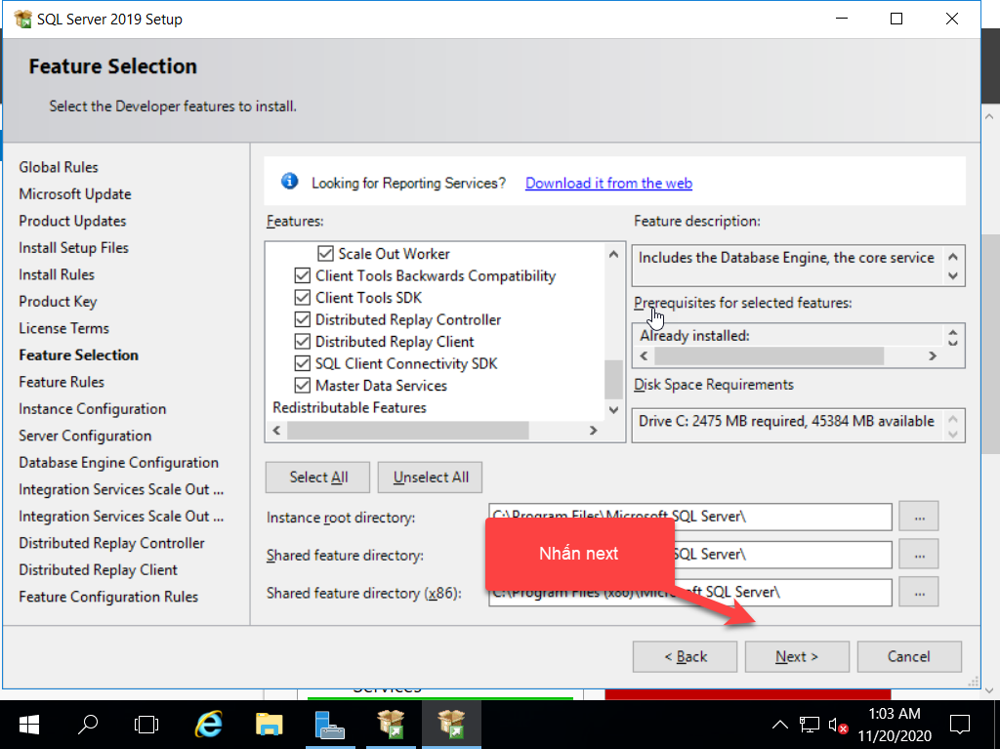 SQL Server 2019 Setup
Feature Selection
Select the Developer features to install.
Global Rules
Microsoft Update
Product Updates
Install Setup Files
Install Rules
Product Key
License Terms
Feature Selection
Feature Rules
Instance Configuration
Server Configuration
Database Engine Configuration
Integration Services Scale Out ...
Integration Services Scale Out ...
Distributed Replay Controller
Distributed Replay Client
Feature Configuration Rules
Looking for Reporting Services? Download it from the web
Features:
Scale Out Worker
Client Tools Backwards Compatibility
Client Tools SDK
Distributed Replay Controller
Distributed Replay Client
SQL Client Connectivity SDK
Master Data Services
Redistributable Features
Feature description:
Includes the Database Engine, the core service
Prerequisites for selected features:
Already installed:
Disk Space Requirements
Drive C: 2475 MB required, 45384 MB available
Select All
Unselect All
Instance root directory:
C:\Program Files\Microsoft SQL Server\
...
Shared feature directory:
SQL Server\
...
Shared feature directory (x86):
C:\Program Files (x86)\Microsoft SQL Server\
...
Nhấn next
< Back
Next >
Cancel
Services
1:03 AM
11/20/2020